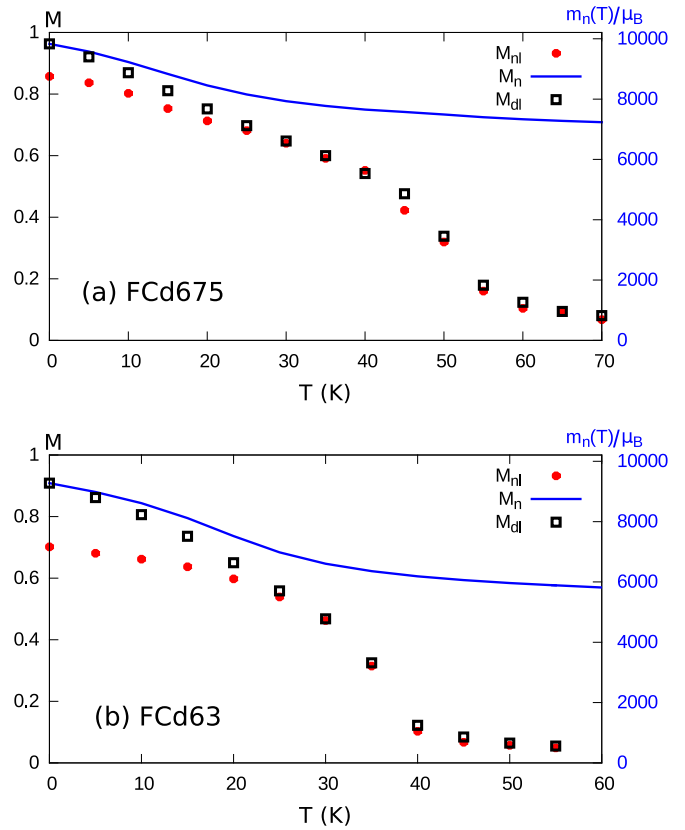 M m_n(T)/μ_B
1 10000
M_nl
M_n
M_dl
0.8 8000
0.6 6000
0.4 4000
0.2 2000
(a) FCd675
0 0
0 10 20 30 40 50 60 70
T (K)
M m_n(T)/μ_B
1 10000
M_nl
M_n
M_dl
0.8 8000
0.6 6000
0.4 4000
0.2 2000
(b) FCd63
0 0
0 10 20 30 40 50 60
T (K)